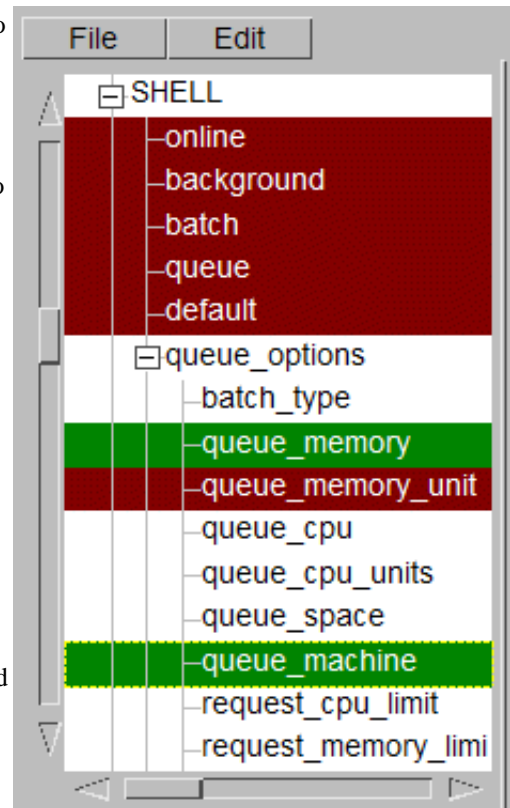 File Edit
SHELL
online
background
batch
queue
default
queue_options
batch_type
queue_memory
queue_memory_unit
queue_cpu
queue_cpu_units
queue_space
queue_machine
request_cpu_limit
request_memory_limi